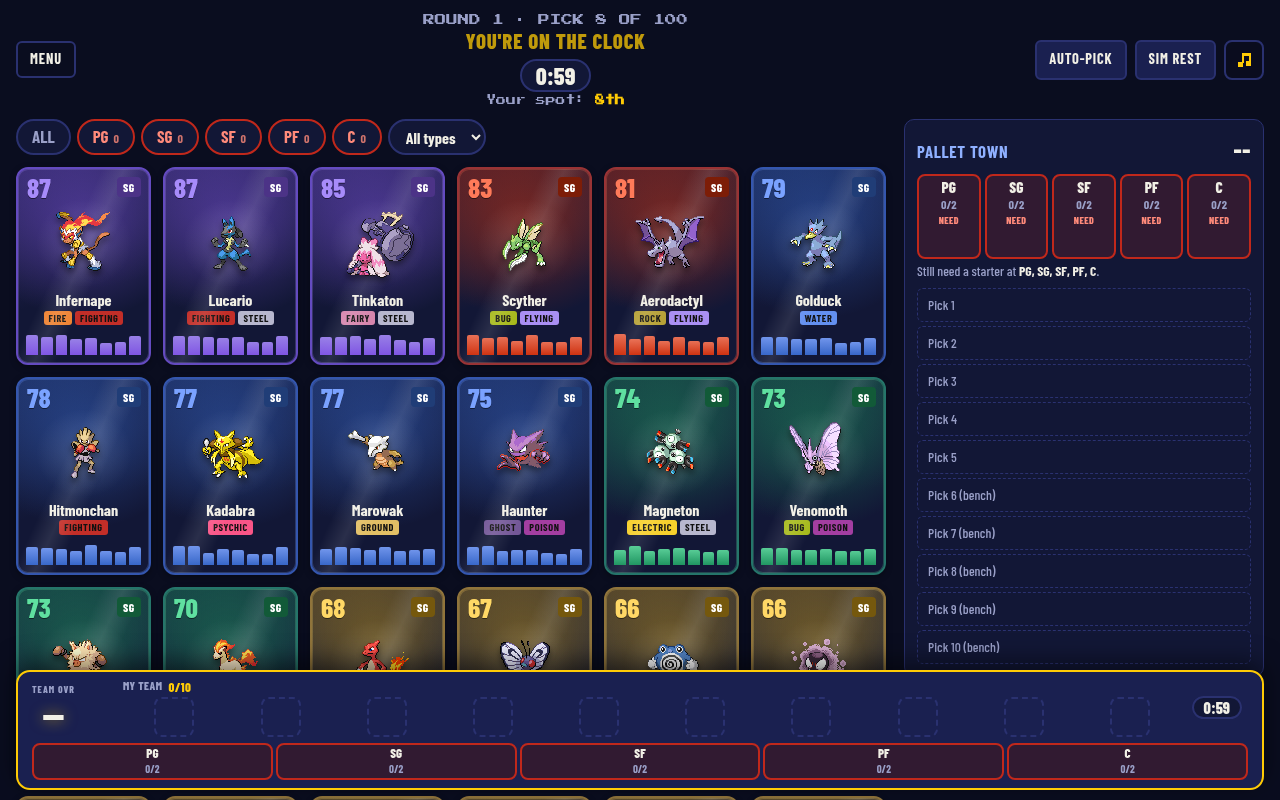 ROUND 1 · PICK 8 OF 100
MENU
YOU'RE ON THE CLOCK
0:59
Your spot: 8th
AUTO-PICK
SIM REST
ALL
PG 0
SG 0
SF 0
PF 0
C 0
All types
87 SG
Infernape
FIRE FIGHTING
87 SG
Lucario
FIGHTING STEEL
85 SG
Tinkaton
FAIRY STEEL
83 SG
Scyther
BUG FLYING
81 SG
Aerodactyl
ROCK FLYING
79 SG
Golduck
WATER
78 SG
Hitmonchan
FIGHTING
77 SG
Kadabra
PSYCHIC
77 SG
Marowak
GROUND
75 SG
Haunter
GHOST POISON
74 SG
Magneton
ELECTRIC STEEL
73 SG
Venomoth
BUG POISON
73 SG
70 SG
68 SG
67 SG
66 SG
66 SG
PALLET TOWN --
PG SG SF PF C
0/2 0/2 0/2 0/2 0/2
NEED NEED NEED NEED NEED
Still need a starter at PG, SG, SF, PF, C.
Pick 1
Pick 2
Pick 3
Pick 4
Pick 5
Pick 6 (bench)
Pick 7 (bench)
Pick 8 (bench)
Pick 9 (bench)
Pick 10 (bench)
TEAM OVR
—
MY TEAM 0/10
0:59
PG SG SF PF C
0/2 0/2 0/2 0/2 0/2